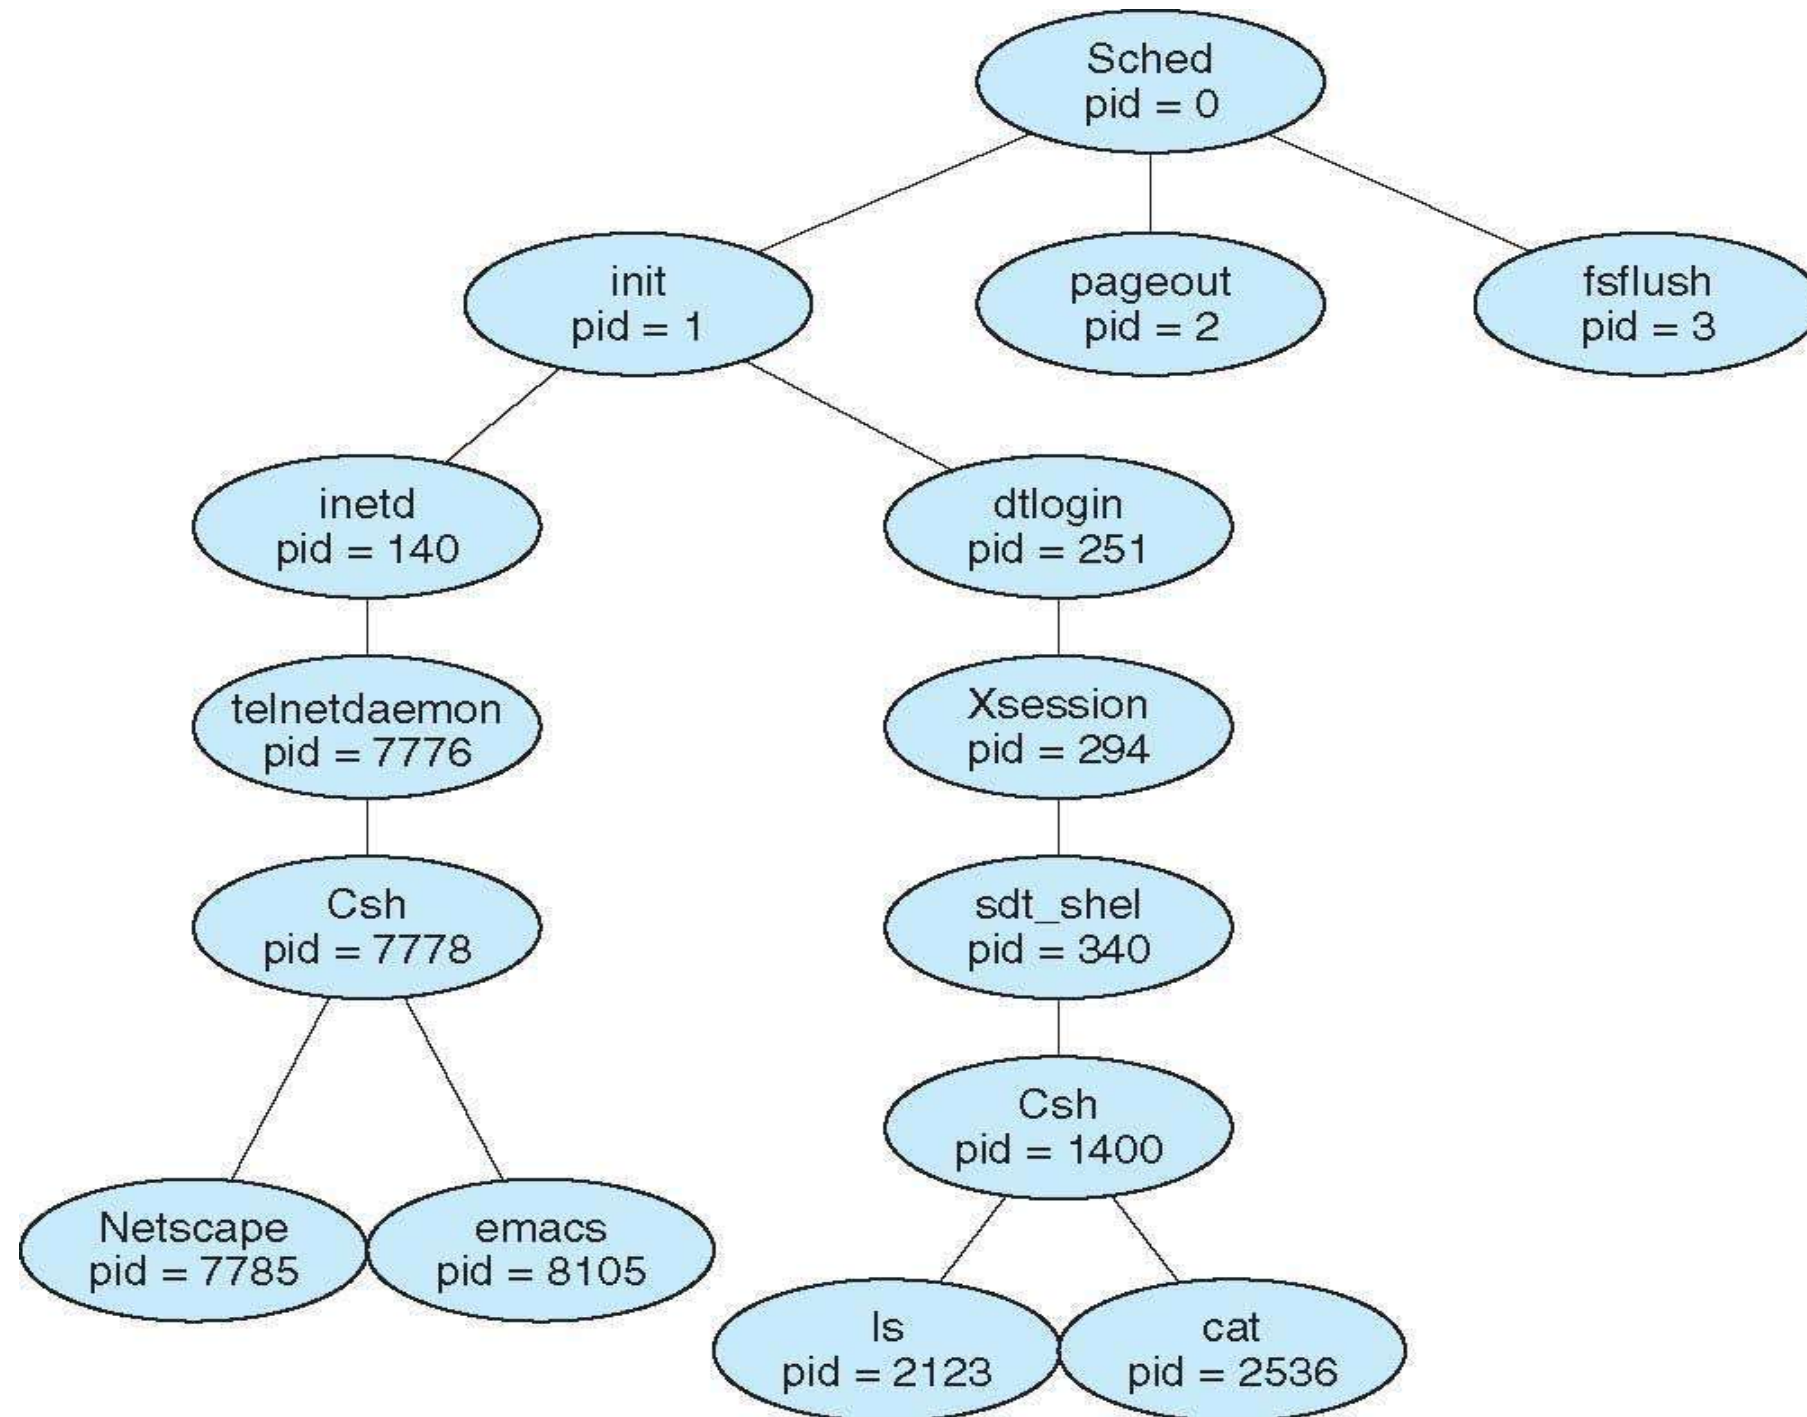 Sched
pid = 0
init
pid = 1
pageout
pid = 2
fsflush
pid = 3
inetd
pid = 140
dtlogin
pid = 251
telnetdaemon
pid = 7776
Xsession
pid = 294
Csh
pid = 7778
sdt_shel
pid = 340
Csh
pid = 1400
Netscape
pid = 7785
emacs
pid = 8105
ls
pid = 2123
cat
pid = 2536